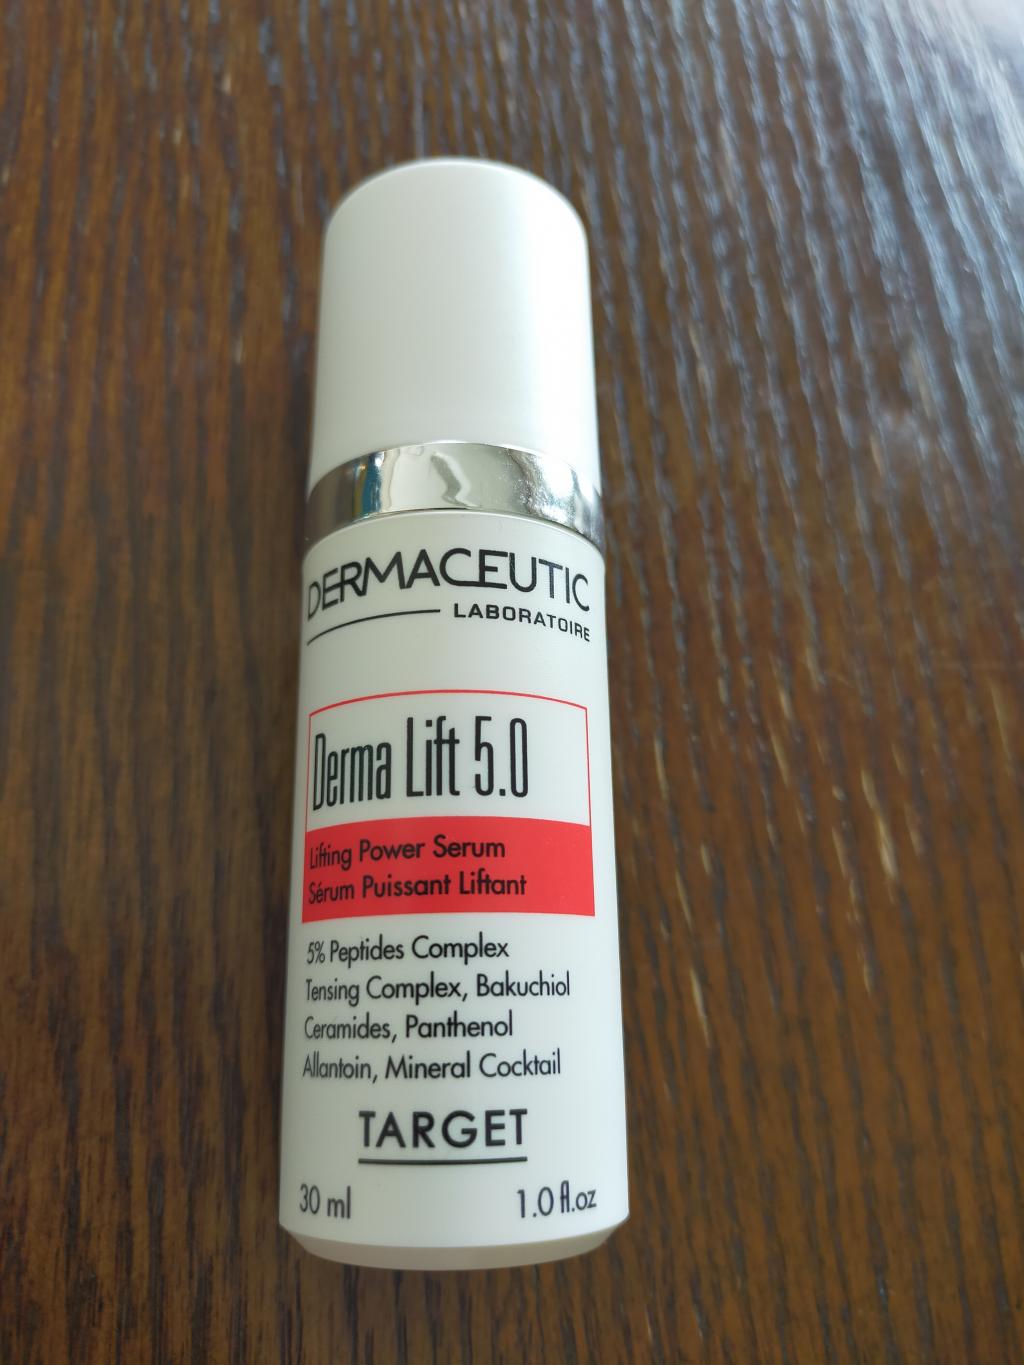 DERMACEUTIC
LABORATOIRE
Derma Lift 5.0
Lifting Power Serum
Sérum Puissant Liftant
5% Peptides Complex
Tensing Complex, Bakuchiol
Ceramides, Panthenol
Allantoin, Mineral Cocktail
TARGET
30 ml 1.0 fl.oz